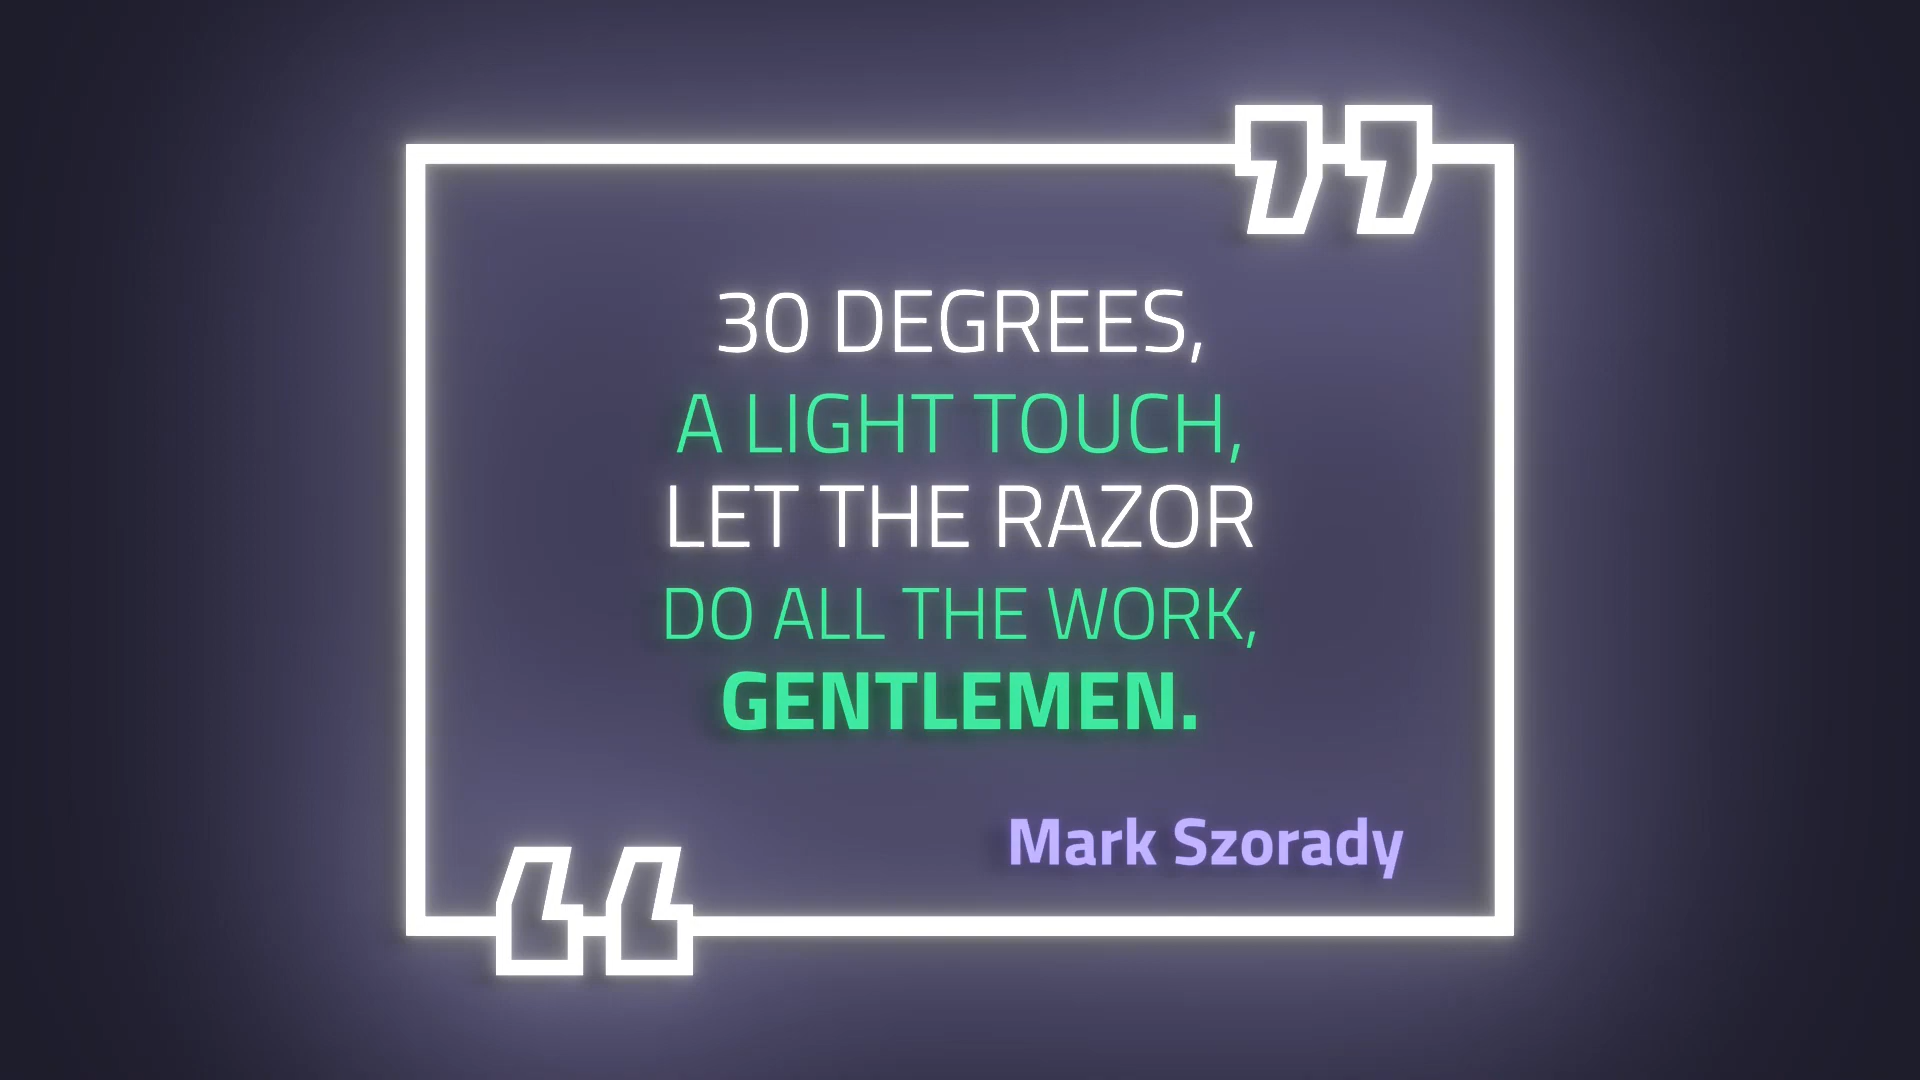 30 DEGREES,
A LIGHT TOUCH,
LET THE RAZOR
DO ALL THE WORK,
GENTLEMEN.
Mark Szorady